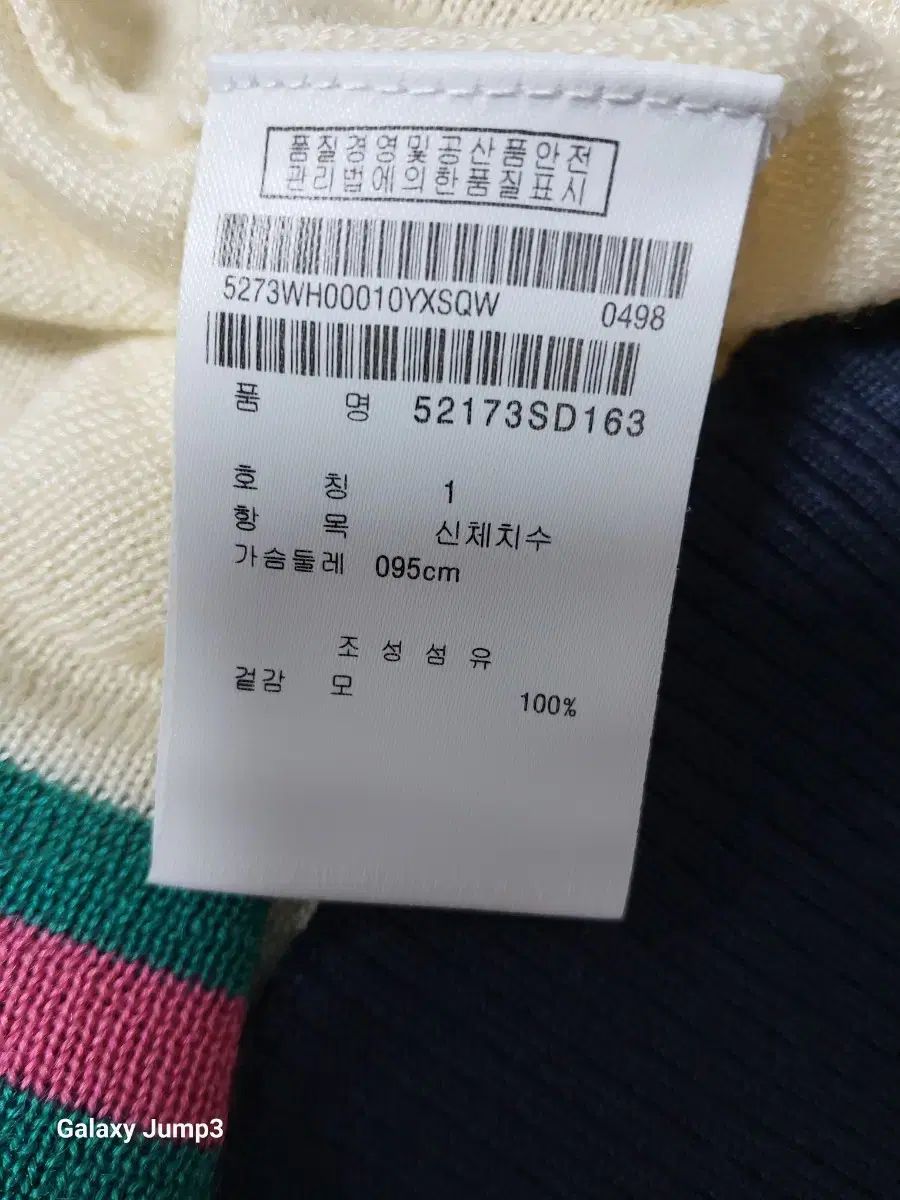 품질경영및공산품안전
관리법에의한품질표시
5273WH00010YXSQW 0498
품 명 52173SD163
호 칭 1
항 목 신체치수
가슴둘레 095cm
조성섬유
겉감 모 100%
Galaxy Jump3